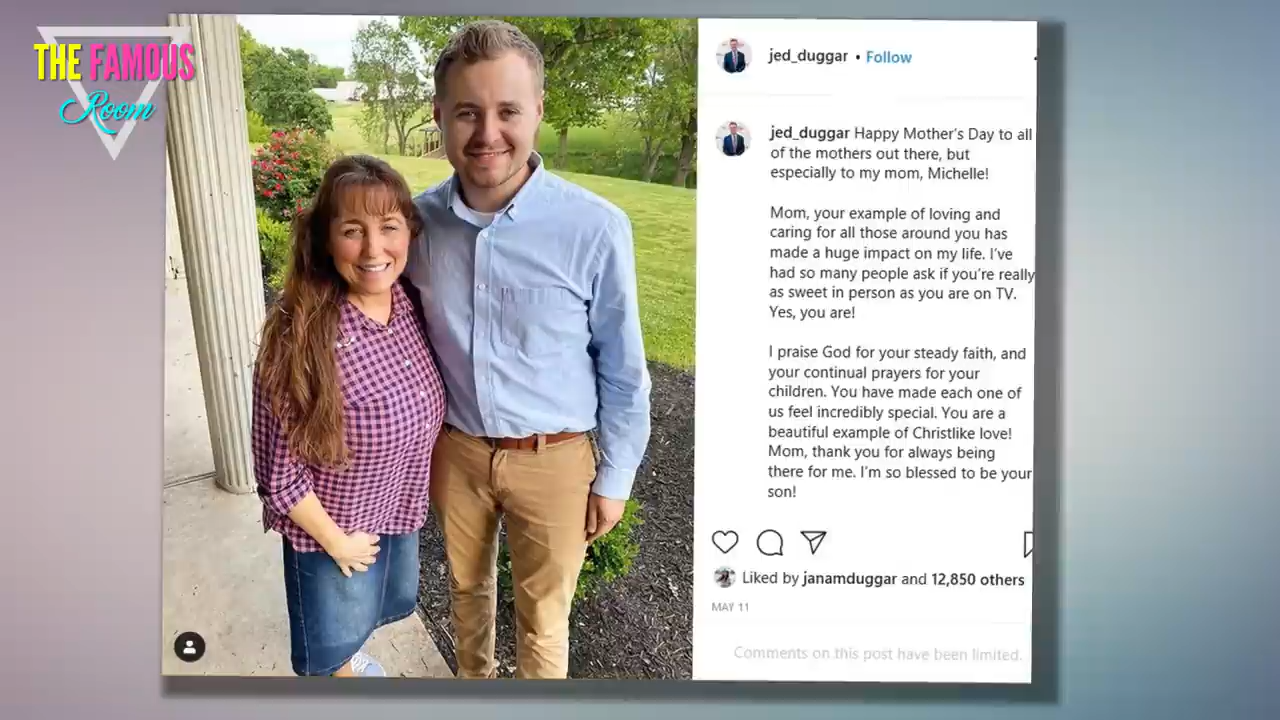 THE FAMOUS
Room
jed_duggar • Follow
jed_duggar Happy Mother's Day to all
of the mothers out there, but
especially to my mom, Michelle!
Mom, your example of loving and
caring for all those around you has
made a huge impact on my life. I've
had so many people ask if you're really
as sweet in person as you are on TV.
Yes, you are!
I praise God for your steady faith, and
your continual prayers for your
children. You have made each one of
us feel incredibly special. You are a
beautiful example of Christlike love!
Mom, thank you for always being
there for me. I'm so blessed to be your
son!
Liked by janamduggar and 12,850 others
MAY 11
Comments on this post have been limited.